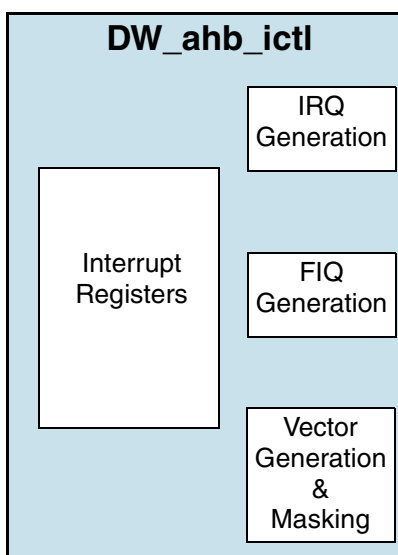 DW_ahb_ictl
IRQ
Generation
Interrupt
Registers
FIQ
Generation
Vector
Generation
&
Masking